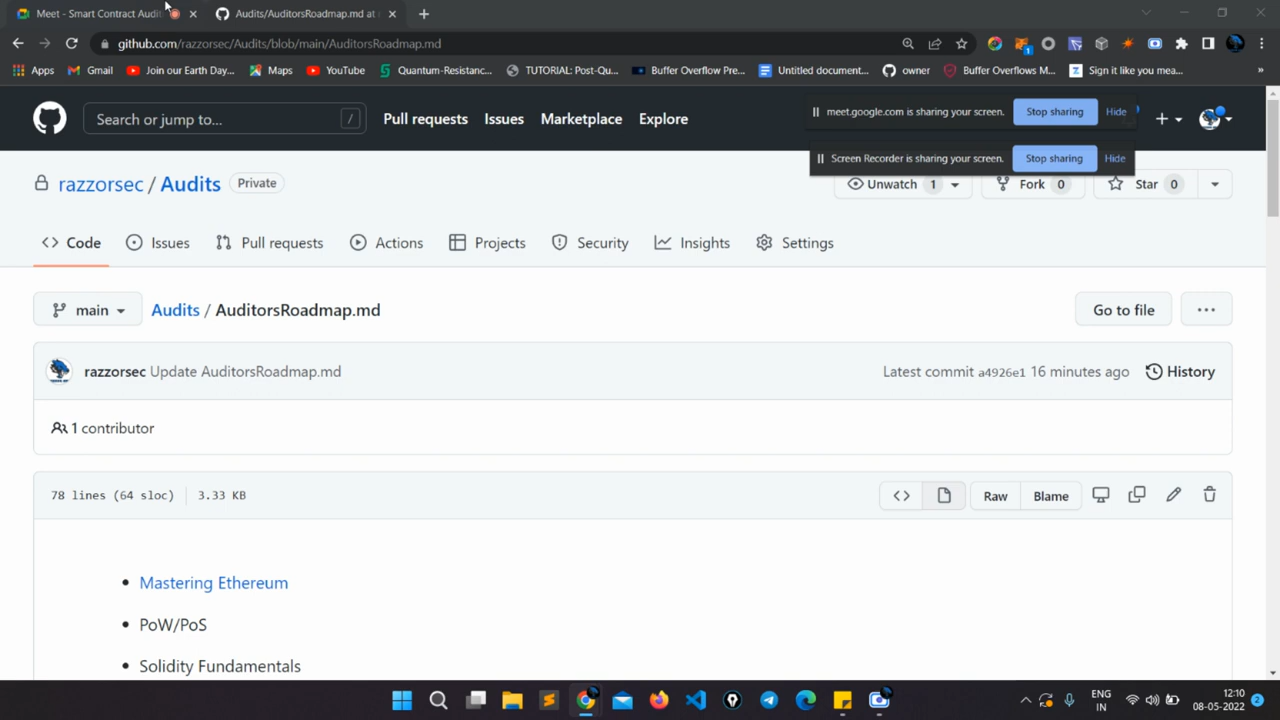 Meet - Smart Contract Audit
Audits/AuditorsRoadmap.md at
github.com/razzorsec/Audits/blob/main/AuditorsRoadmap.md
Apps
Gmail
Join our Earth Day...
Maps
YouTube
Quantum-Resistanc...
TUTORIAL: Post-Qu...
Buffer Overflow Pre...
Untitled document...
owner
Buffer Overflows M...
Sign it like you mea...
»
Search or jump to...
/
Pull requests
Issues
Marketplace
Explore
meet.google.com is sharing your screen.
Stop sharing
Hide
Screen Recorder is sharing your screen.
Stop sharing
Hide
razzorsec / Audits
Private
Unwatch 1
Fork 0
Star 0
Code
Issues
Pull requests
Actions
Projects
Security
Insights
Settings
main
Audits / AuditorsRoadmap.md
Go to file
razzorsec Update AuditorsRoadmap.md
Latest commit a4926e1 16 minutes ago
History
1 contributor
78 lines (64 sloc)
3.33 KB
Raw
Blame
• Mastering Ethereum
• PoW/PoS
• Solidity Fundamentals
ENG
IN
12:10
08-05-2022
2